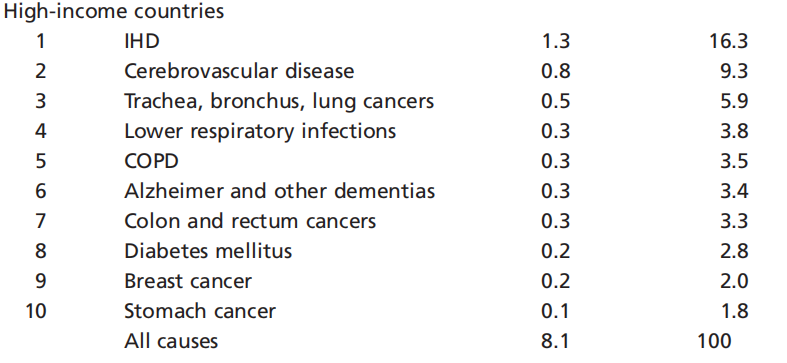 High-income countries
1 IHD 1.3 16.3
2 Cerebrovascular disease 0.8 9.3
3 Trachea, bronchus, lung cancers 0.5 5.9
4 Lower respiratory infections 0.3 3.8
5 COPD 0.3 3.5
6 Alzheimer and other dementias 0.3 3.4
7 Colon and rectum cancers 0.3 3.3
8 Diabetes mellitus 0.2 2.8
9 Breast cancer 0.2 2.0
10 Stomach cancer 0.1 1.8
All causes 8.1 100